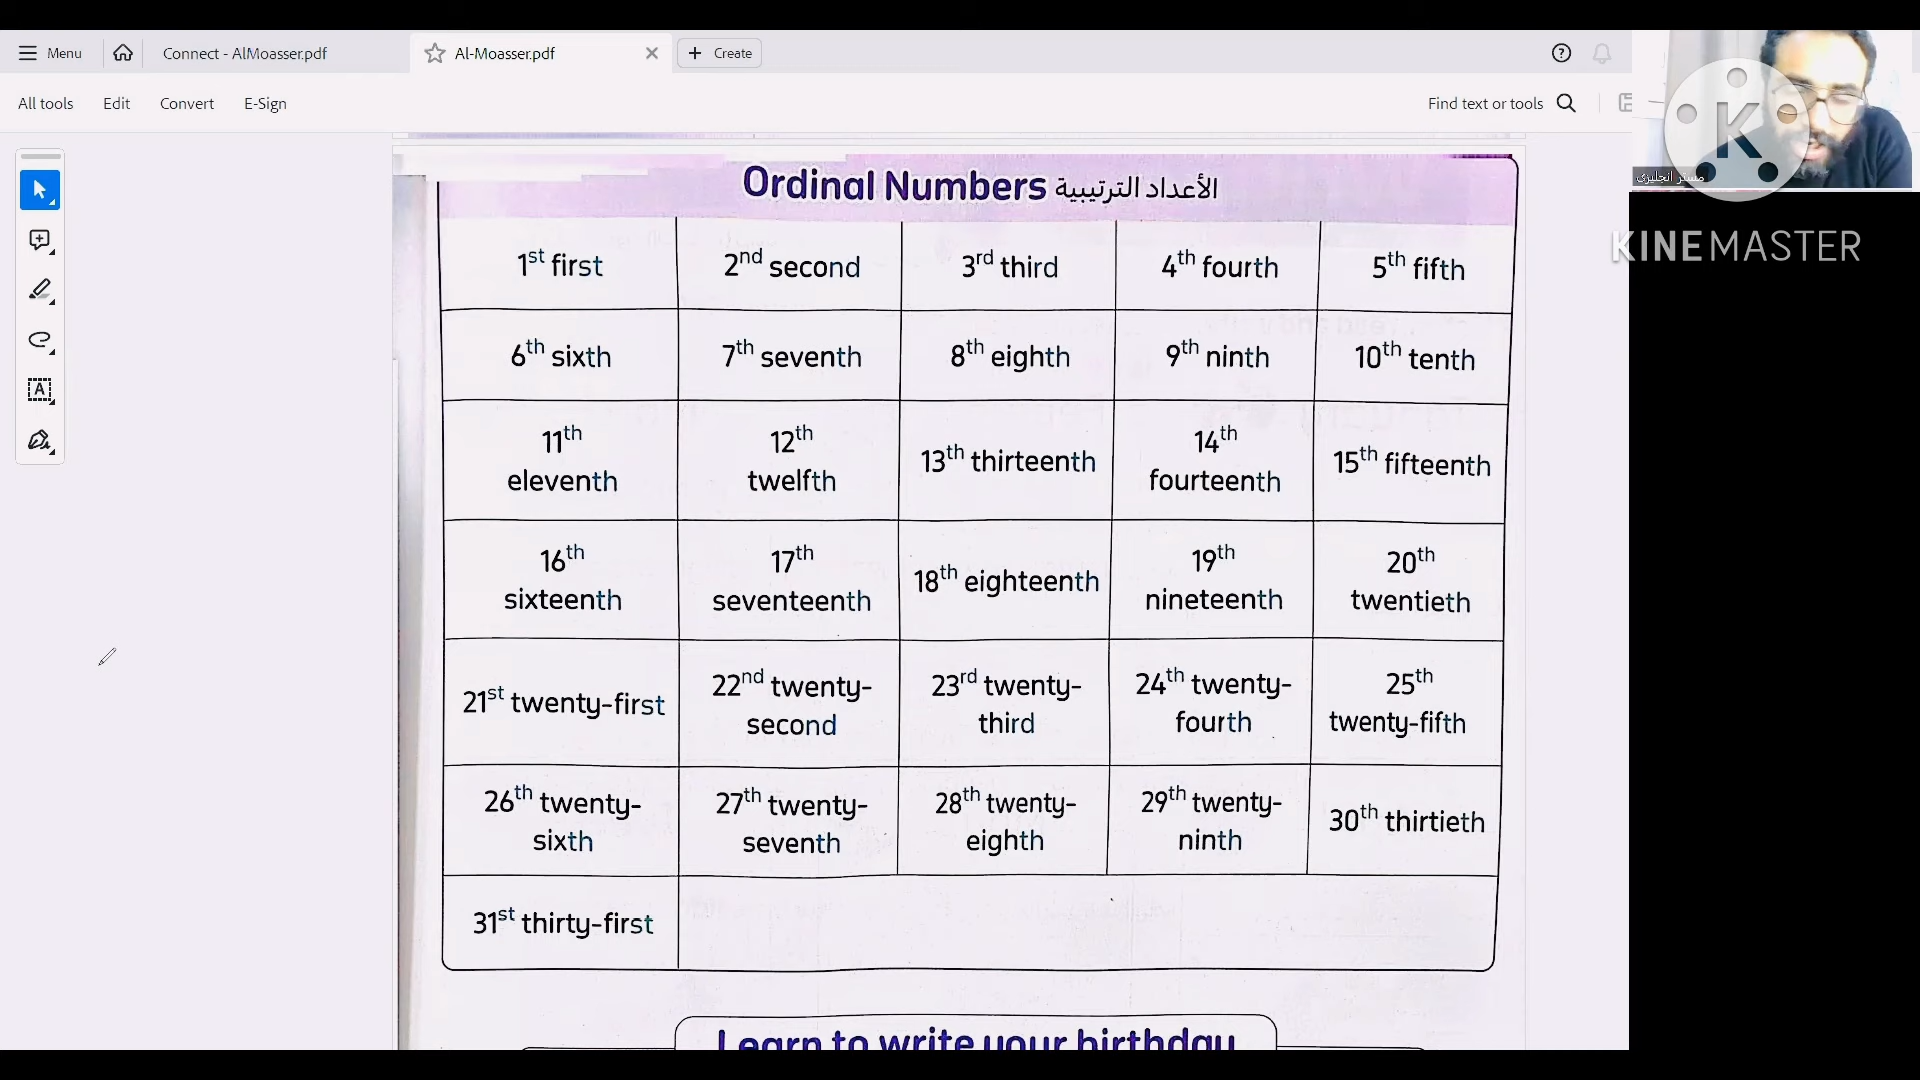 Menu
Connect - AlMoasser.pdf
Al-Moasser.pdf
Create
All tools
Edit
Convert
E-Sign
Find text or tools
مستر انجليزى
K
KINEMASTER
Ordinal Numbers الأعداد الترتيبية
1st first
2nd second
3rd third
4th fourth
5th fifth
6th sixth
7th seventh
8th eighth
9th ninth
10th tenth
11th
eleventh
12th
twelfth
13th thirteenth
14th
fourteenth
15th fifteenth
16th
sixteenth
17th
seventeenth
18th eighteenth
19th
nineteenth
20th
twentieth
21st twenty-first
22nd twenty-
second
23rd twenty-
third
24th twenty-
fourth
25th
twenty-fifth
26th twenty-
sixth
27th twenty-
seventh
28th twenty-
eighth
29th twenty-
ninth
30th thirtieth
31st thirty-first
Learn to write your birthday